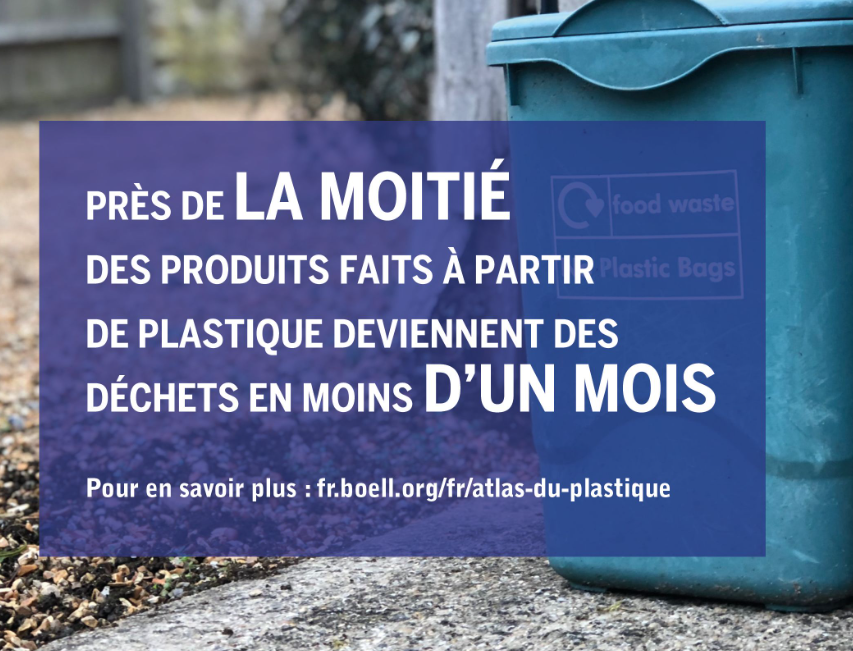 PRÈS DE LA MOITIÉ
DES PRODUITS FAITS À PARTIR
DE PLASTIQUE DEVIENNENT DES
DÉCHETS EN MOINS D’UN MOIS
Pour en savoir plus : fr.boell.org/fr/atlas-du-plastique
food waste
Plastic Bags